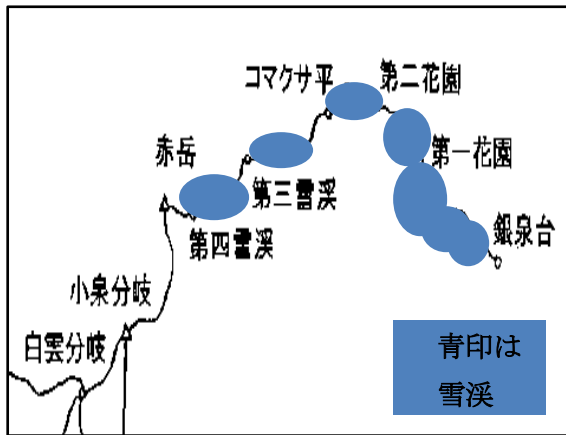 コマクサ平
第二花園
赤岳
第一花園
第三雪渓
第四雪渓
銀泉台
小泉分岐
白雲分岐
青印は
雪渓